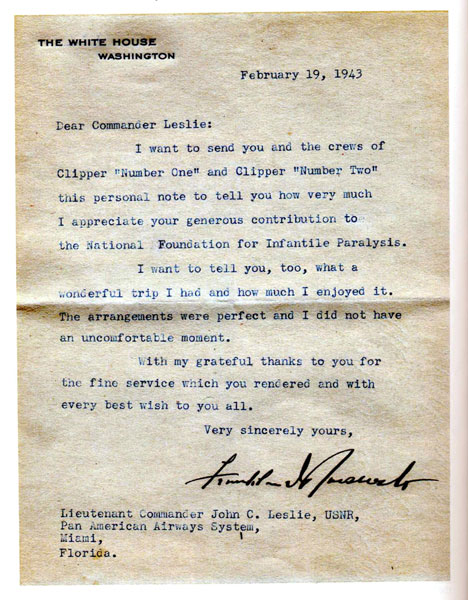 THE WHITE HOUSE
WASHINGTON
February 19, 1943
Dear Commander Leslie:
I want to send you and the crews of
Clipper "Number One" and Clipper "Number Two"
this personal note to tell you how very much
I appreciate your generous contribution to
the National Foundation for Infantile Paralysis.
I want to tell you, too, what a
wonderful trip I had and how much I enjoyed it.
The arrangements were perfect and I did not have
an uncomfortable moment.
With my grateful thanks to you for
the fine service which you rendered and with
every best wish to you all.
Very sincerely yours,
Franklin D Roosevelt
Lieutenant Commander John C. Leslie, USNR,
Pan American Airways System,
Miami,
Florida.